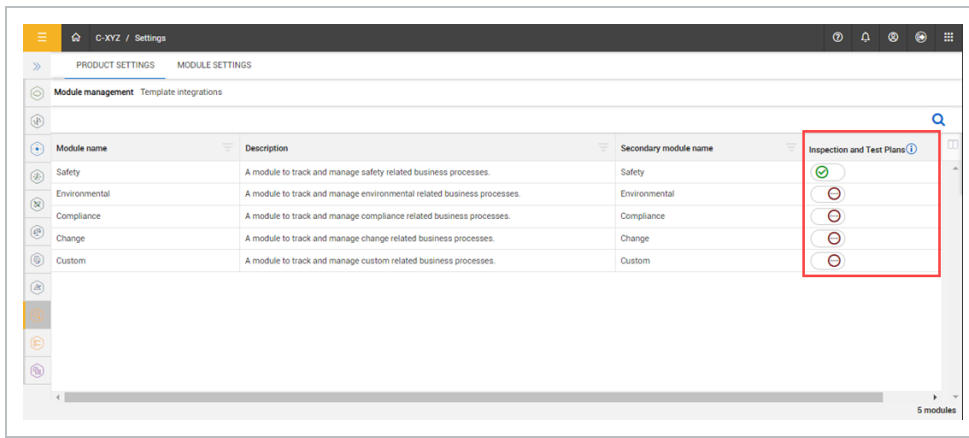 C-XYZ / Settings
PRODUCT SETTINGS MODULE SETTINGS
Module management Template integrations
Module name Description Secondary module name Inspection and Test Plans
Safety A module to track and manage safety related business processes. Safety
Environmental A module to track and manage environmental related business processes. Environmental
Compliance A module to track and manage compliance related business processes. Compliance
Change A module to track and manage change related business processes. Change
Custom A module to track and manage custom related business processes. Custom
5 modules